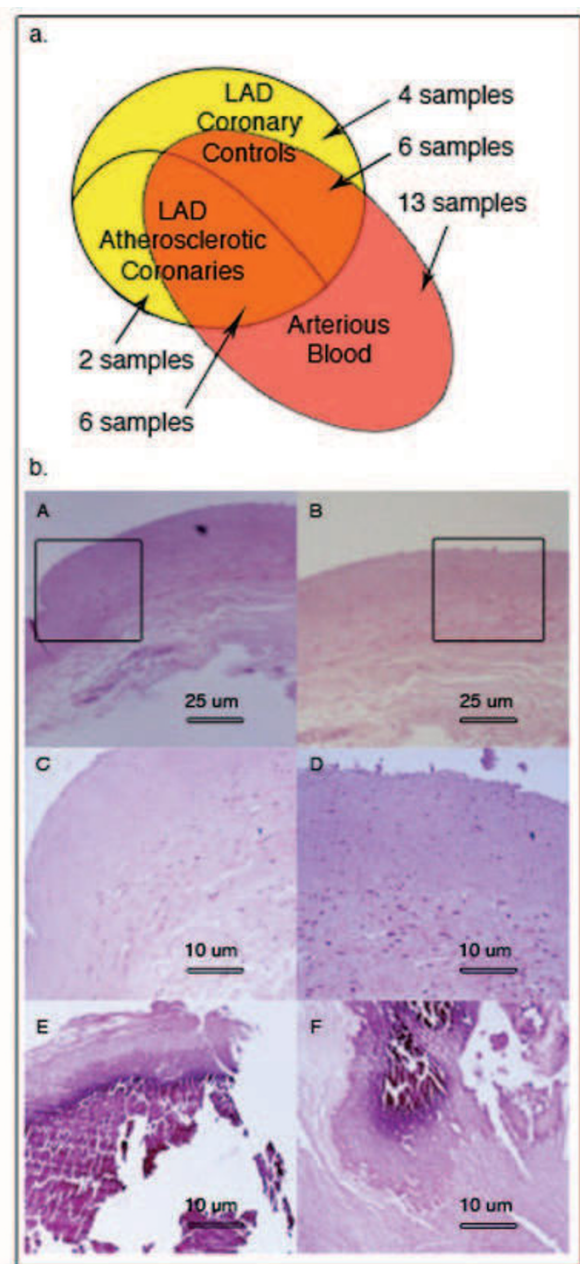 a.
LAD
Coronary
Controls
4 samples
6 samples
13 samples
LAD
Atherosclerotic
Coronaries
Arterious
Blood
2 samples
6 samples
b.
A
25 um
B
25 um
C
10 um
D
10 um
E
10 um
F
10 um